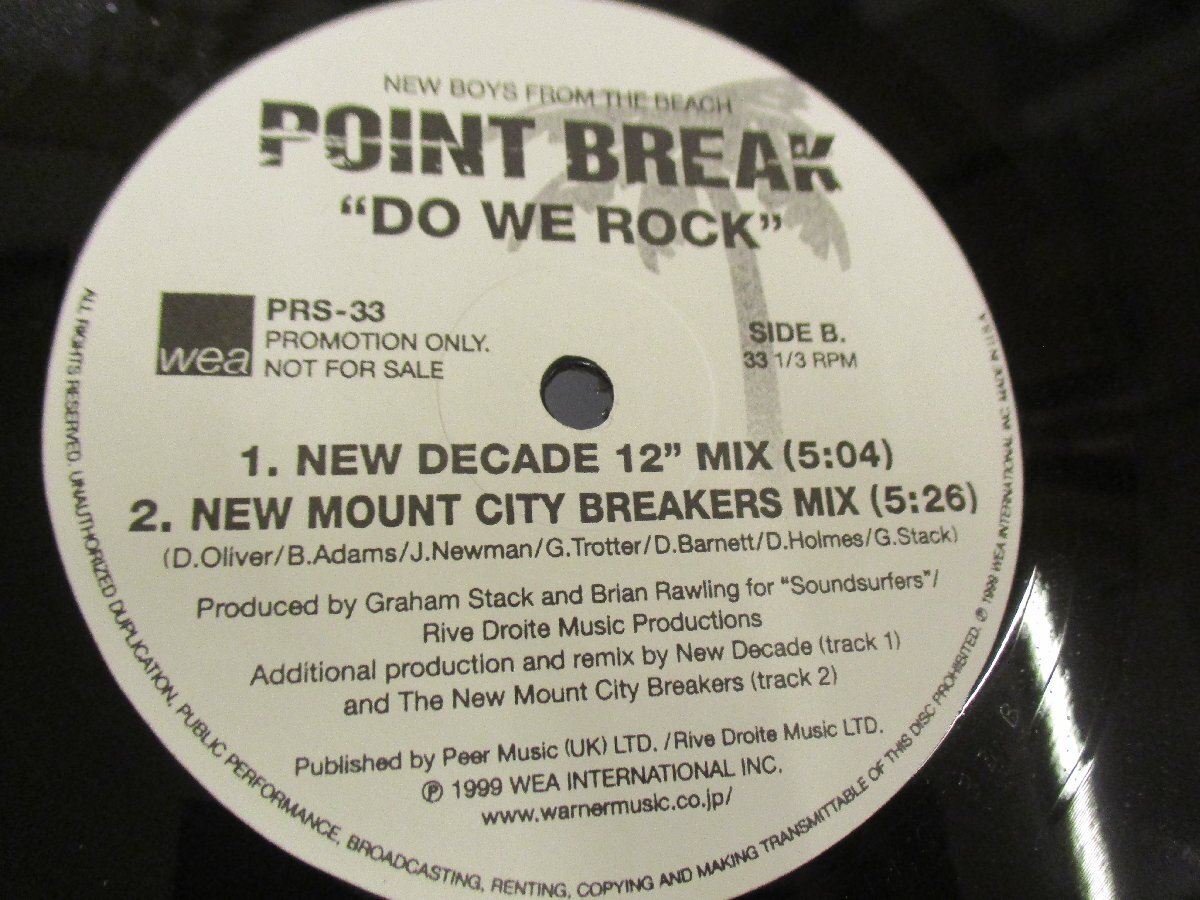 NEW BOYS FROM THE BEACH
POINT BREAK
“DO WE ROCK”
wea
PRS-33
PROMOTION ONLY.
NOT FOR SALE
SIDE B.
33 1/3 RPM
1. NEW DECADE 12” MIX (5:04)
2. NEW MOUNT CITY BREAKERS MIX (5:26)
(D.Oliver/B.Adams/J.Newman/G.Trotter/D.Barnett/D.Holmes/G.Stack)
Produced by Graham Stack and Brian Rawling for “Soundsurfers”/
Rive Droite Music Productions
Additional production and remix by New Decade (track 1)
and The New Mount City Breakers (track 2)
Published by Peer Music (UK) LTD. /Rive Droite Music LTD.
℗ 1999 WEA INTERNATIONAL INC.
www.warnermusic.co.jp/
ALL RIGHTS RESERVED. UNAUTHORIZED DUPLICATION, PUBLIC PERFORMANCE, BROADCASTING, RENTING, COPYING AND MAKING TRANSMITTABLE OF THIS DISC PROHIBITED. ℗ 1999 WEA INTERNATIONAL INC. MADE IN U.S.A.